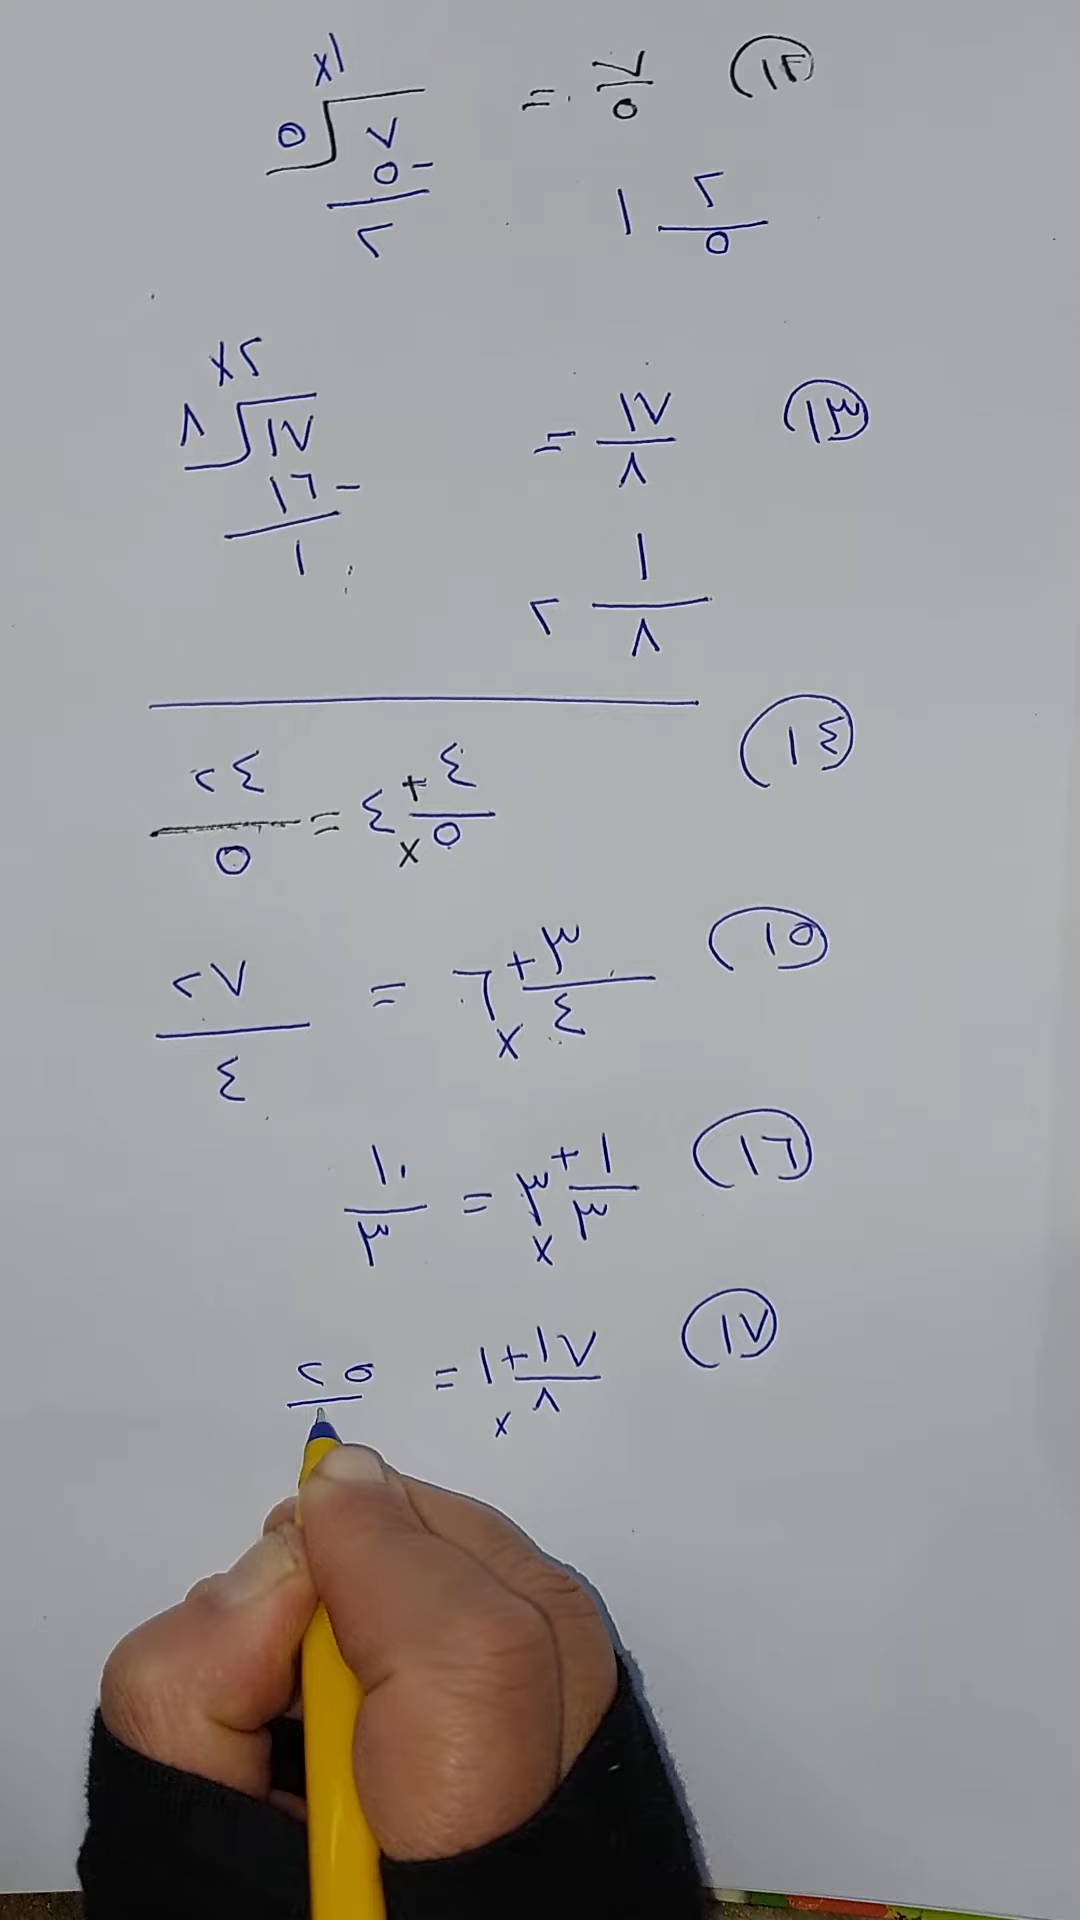 ١٢ ٧/٥ =
١ ٢/٥
×١
٥ ٧
٥ -
٢
١٣ ١٧/٨ =
٢ ١/٨
×٢
٨ ١٧
١٦ -
١
١٤ ٤ + × ٤/٥ = ٢٤/٥
١٥ ٦ + × ٣/٤ = ٢٧/٤
١٦ ٣ + × ١/٣ = ١٠/٣
١٧ ١ + × ١٧/٨ = ٢٥